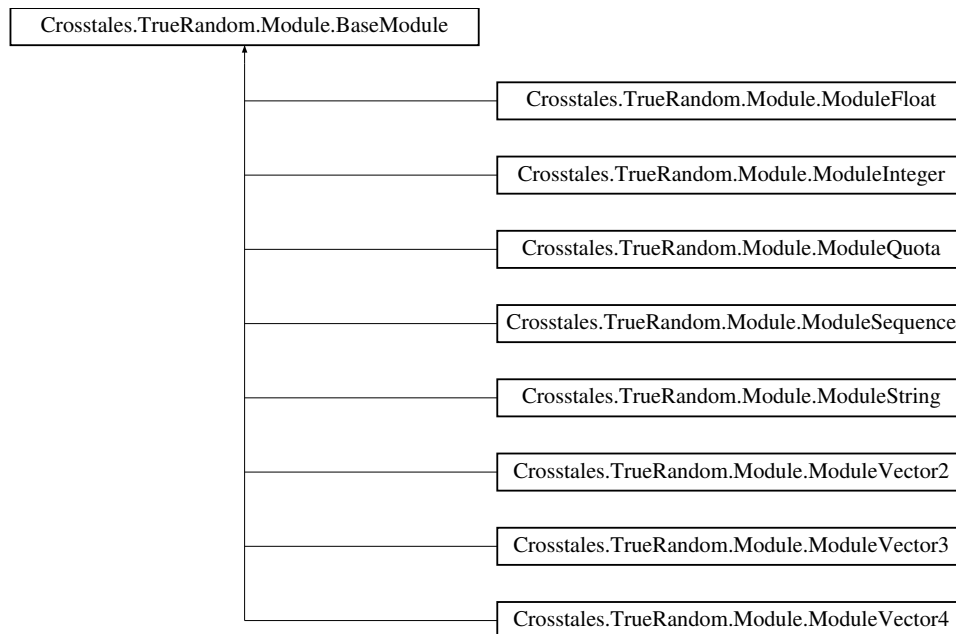 Crosstales.TrueRandom.Module.BaseModule
Crosstales.TrueRandom.Module.ModuleFloat
Crosstales.TrueRandom.Module.ModuleInteger
Crosstales.TrueRandom.Module.ModuleQuota
Crosstales.TrueRandom.Module.ModuleSequence
Crosstales.TrueRandom.Module.ModuleString
Crosstales.TrueRandom.Module.ModuleVector2
Crosstales.TrueRandom.Module.ModuleVector3
Crosstales.TrueRandom.Module.ModuleVector4